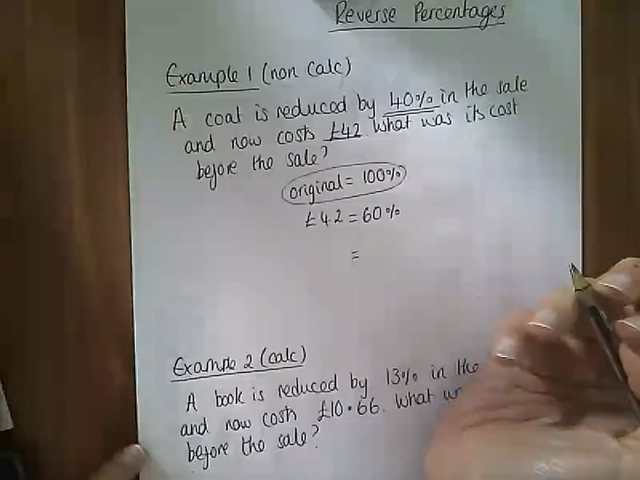 Reverse Percentages
Example 1 (non calc)
A coat is reduced by 40% in the sale
and now costs £42 What was its cost
before the sale?
original = 100%
£42 = 60%
=
Example 2 (calc)
A book is reduced by 13% in the
and now costs £10.66. What
before the sale?